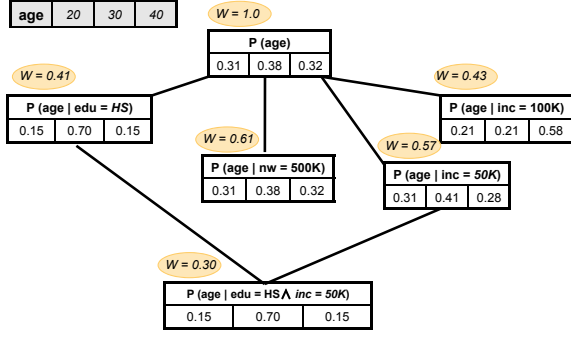 age 20 30 40
W = 1.0
P (age)
0.31 0.38 0.32
W = 0.41
P (age | edu = HS)
0.15 0.70 0.15
W = 0.43
P (age | inc = 100K)
0.21 0.21 0.58
W = 0.61
P (age | nw = 500K)
0.31 0.38 0.32
W = 0.57
P (age | inc = 50K)
0.31 0.41 0.28
W = 0.30
P (age | edu = HS ∧ inc = 50K)
0.15 0.70 0.15